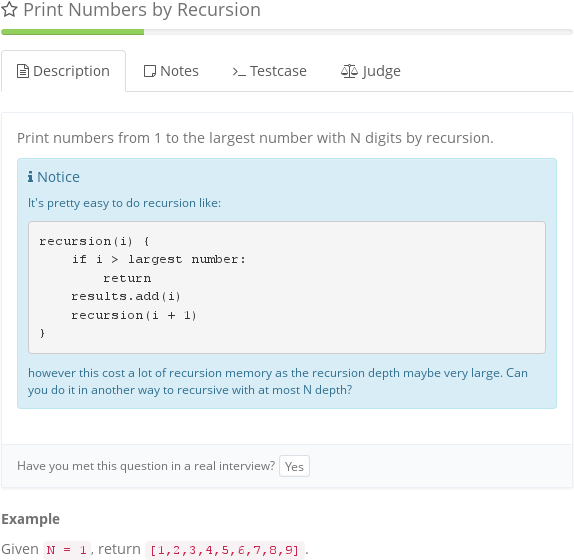 Print Numbers by Recursion
Description Notes >_ Testcase Judge
Print numbers from 1 to the largest number with N digits by recursion.
Notice
It's pretty easy to do recursion like:
recursion(i) {
    if i > largest number:
        return
    results.add(i)
    recursion(i + 1)
}
however this cost a lot of recursion memory as the recursion depth maybe very large. Can
you do it in another way to recursive with at most N depth?
Have you met this question in a real interview? Yes
Example
Given N = 1, return [1,2,3,4,5,6,7,8,9].